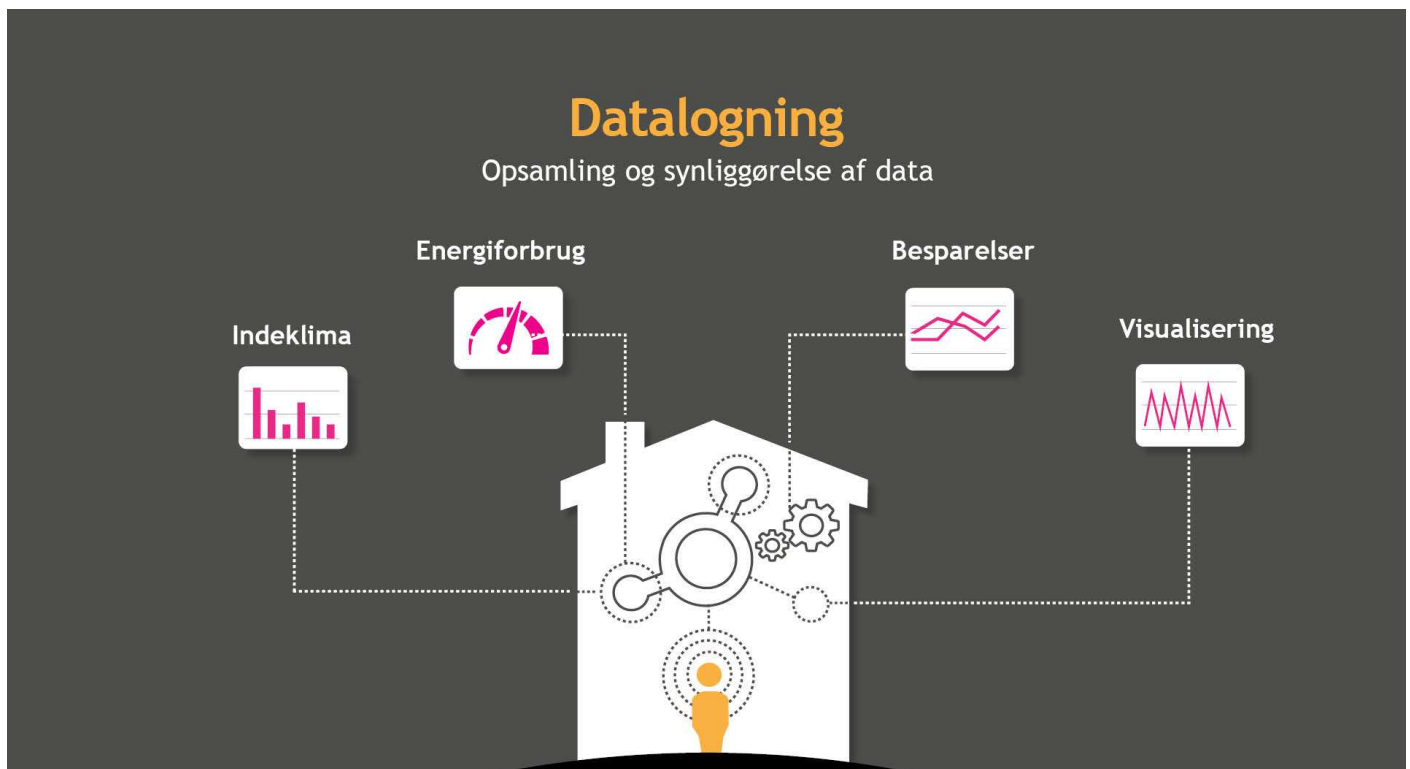 Datalogning
Opsamling og synliggørelse af data
Energiforbrug
Besparelser
Indeklima
Visualisering